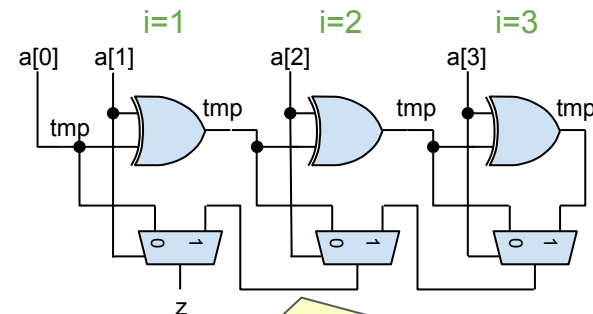 i=1 i=2 i=3
a[0] a[1] a[2] a[3]
tmp tmp tmp tmp
0 1 0 1 0 1
z